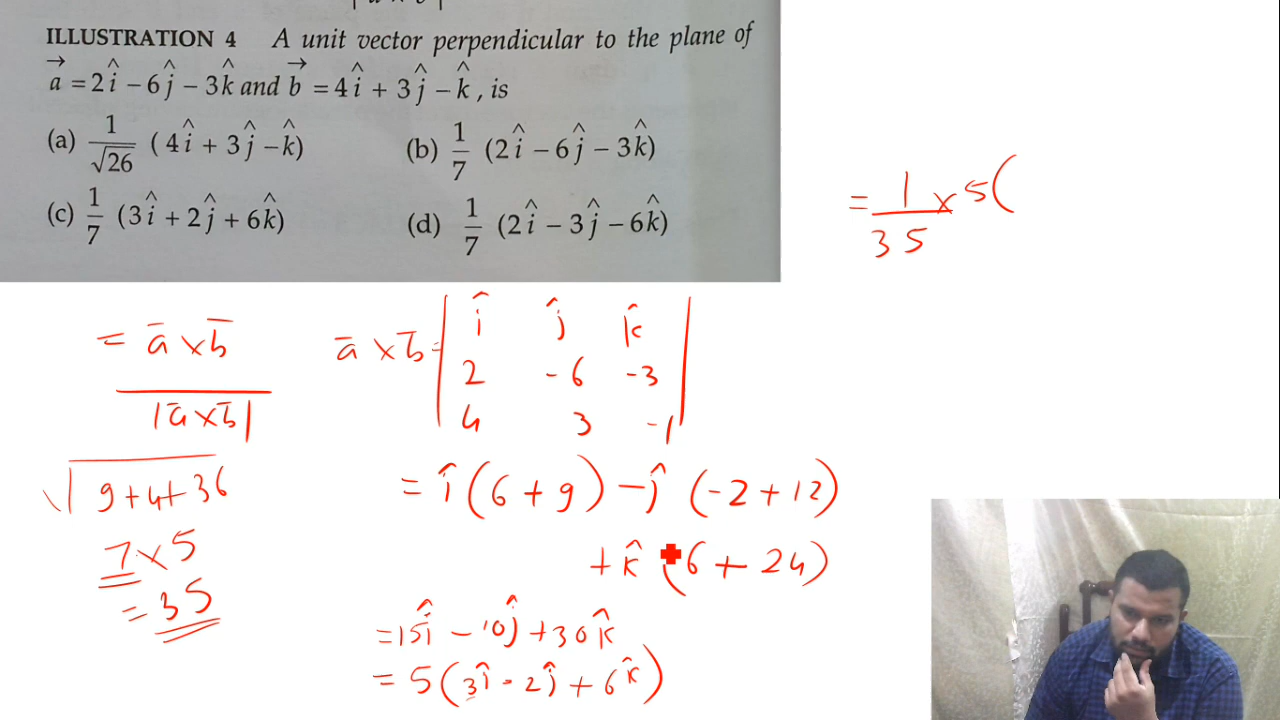 ILLUSTRATION 4 A unit vector perpendicular to the plane of
a⃗ = 2î − 6ĵ − 3k̂ and b⃗ = 4î + 3ĵ − k̂, is
(a) 1/√26 (4î + 3ĵ − k̂) (b) 1/7 (2î − 6ĵ − 3k̂)
(c) 1/7 (3î + 2ĵ + 6k̂) (d) 1/7 (2î − 3ĵ − 6k̂)
= 1/35 × 5(
= a̅ × b̅ / |a̅ × b̅|
√9+4+36
7 × 5
= 35
a̅ × b̅ = | î ĵ k̂ |
| 2 -6 -3 |
| 4 3 -1 |
= î (6 + 9) − ĵ (-2 + 12)
+ k̂ (6 + 24)
= 15î − 10ĵ + 30k̂
= 5(3î - 2ĵ + 6k̂)